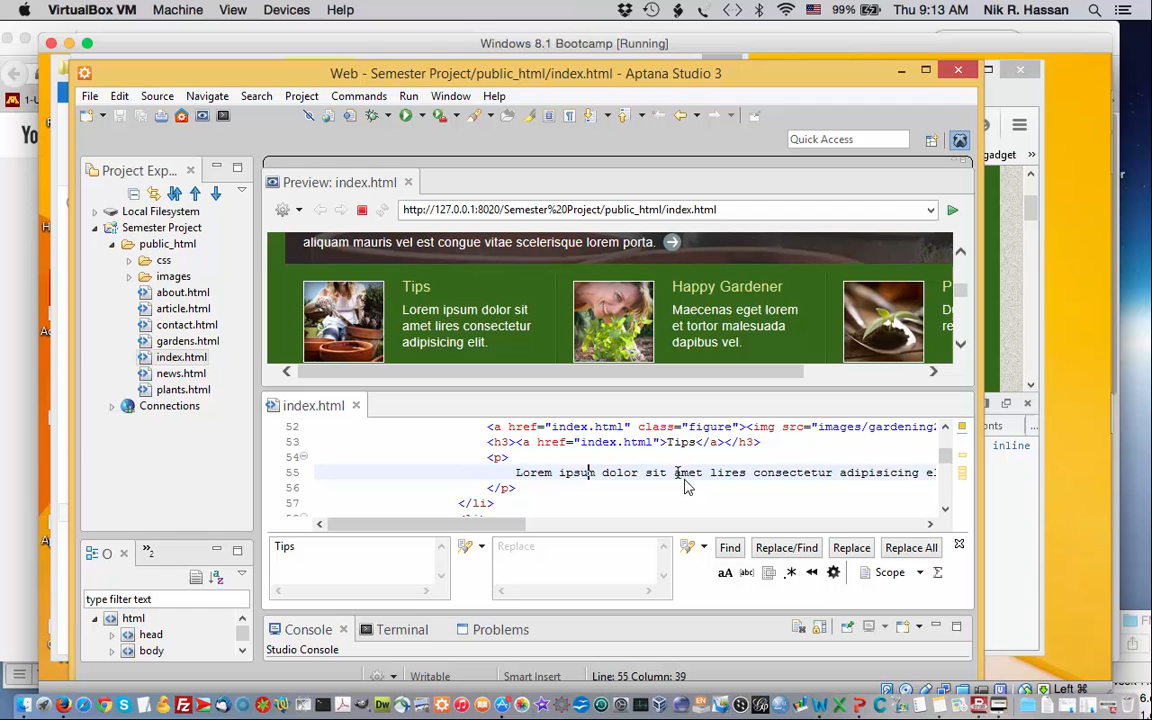 VirtualBox VM Machine View Devices Help 99% Thu 9:13 AM Nik R. Hassan
Windows 8.1 Bootcamp [Running]
Web - Semester Project/public_html/index.html - Aptana Studio 3
File Edit Source Navigate Search Project Commands Run Window Help
Quick Access
gadget
Project Exp...
Preview: index.html
http://127.0.0.1:8020/Semester%20Project/public_html/index.html
Local Filesystem
Semester Project
public_html
css
images
about.html
article.html
contact.html
gardens.html
index.html
news.html
plants.html
Connections
aliquam mauris vel est congue vitae scelerisque lorem porta.
Tips
Lorem ipsum dolor sit
amet lires consectetur
adipisicing elit.
Happy Gardener
Maecenas eget lorem
et tortor malesuada
dapibus vel.
index.html
52 <a href="index.html" class="figure"><img src="images/gardening
53 <h3><a href="index.html">Tips</a></h3>
54 <p>
55 Lorem ipsum dolor sit amet lires consectetur adipisicing e
56 </p>
57 </li>
inline
O
type filter text
html
head
body
Tips
Replace
Find Replace/Find Replace Replace All
Scope
Console Terminal Problems
Studio Console
Writable Smart Insert Line: 55 Column: 39
Left ⌘